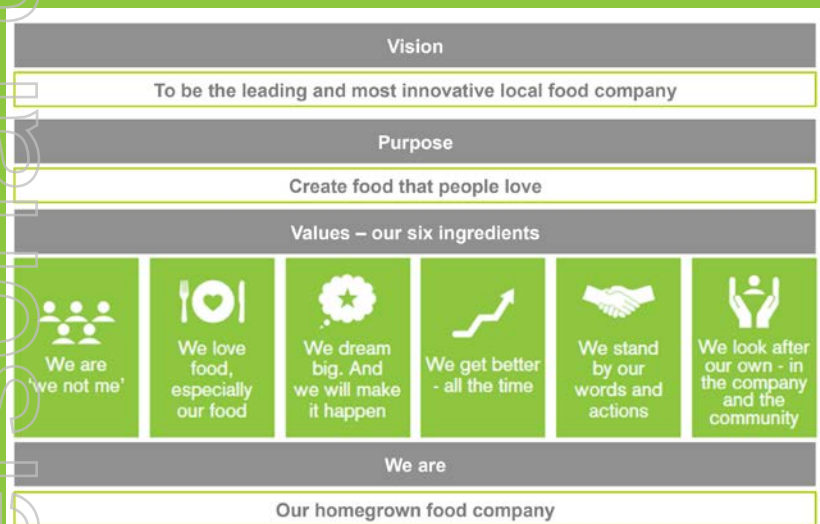 Vision
To be the leading and most innovative local food company
Purpose
Create food that people love
Values – our six ingredients
We are
'we not me'
We love
food,
especially
our food
We dream
big. And
we will make
it happen
We get better
- all the time
We stand
by our
words and
actions
We look after
our own - in
the company
and the
community
We are
Our homegrown food company